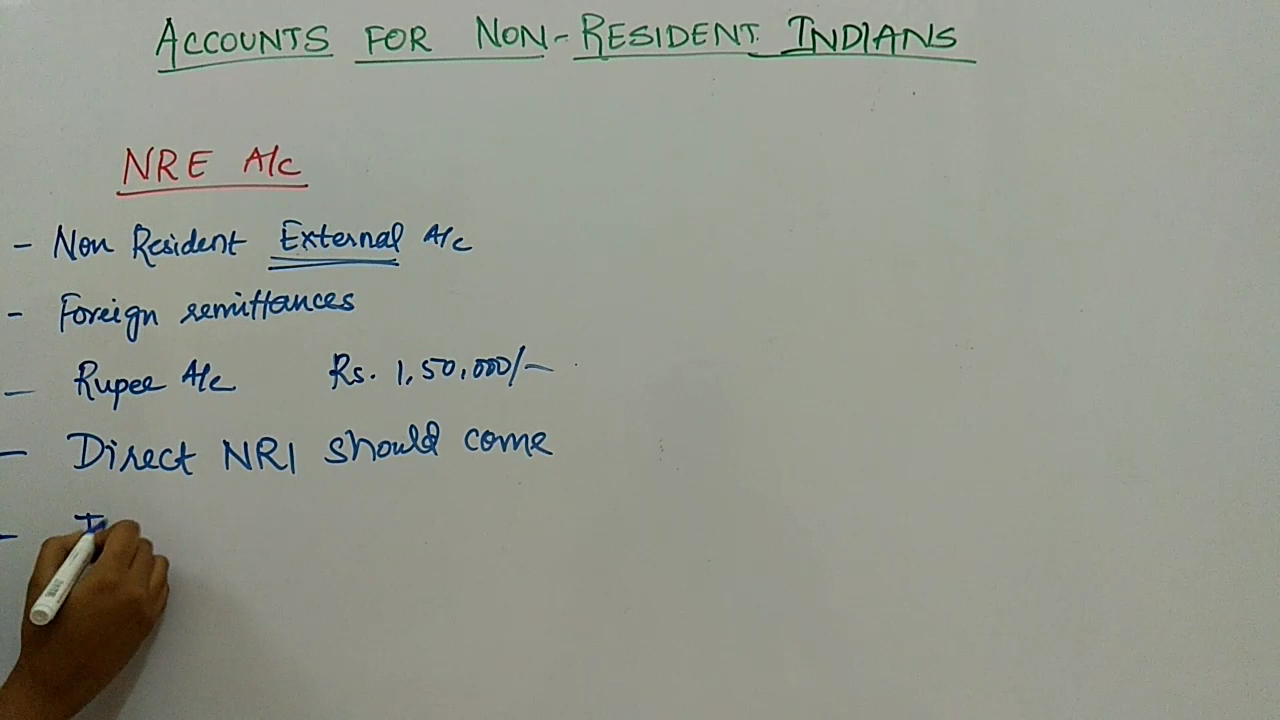 ACCOUNTS FOR NON-RESIDENT INDIANS
NRE A/c
- Non Resident External A/c
- Foreign remittances
- Rupee A/c Rs. 1,50,000/-
- Direct NRI should come
-